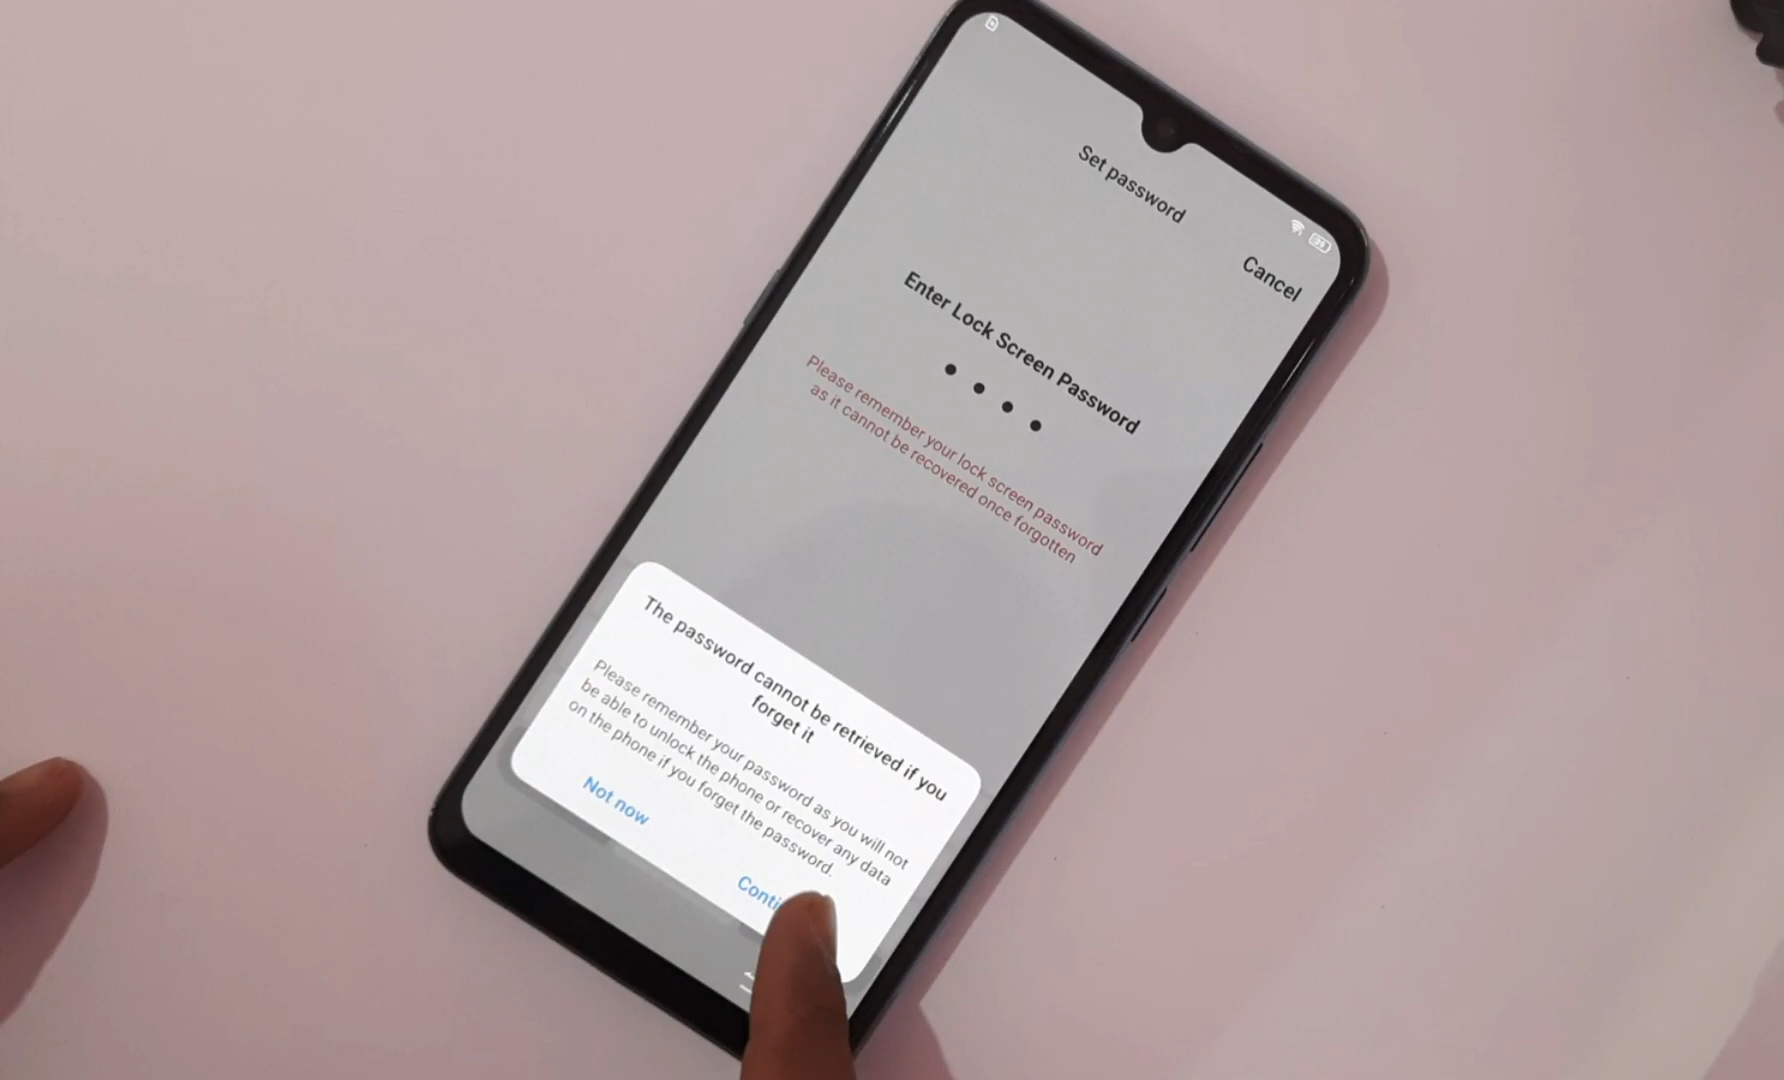 Set password
Cancel
Enter Lock Screen Password
Please remember your lock screen password
as it cannot be recovered once forgotten
The password cannot be retrieved if you
forget it
Please remember your password as you will not
be able to unlock the phone or recover any data
on the phone if you forget the password.
Not now